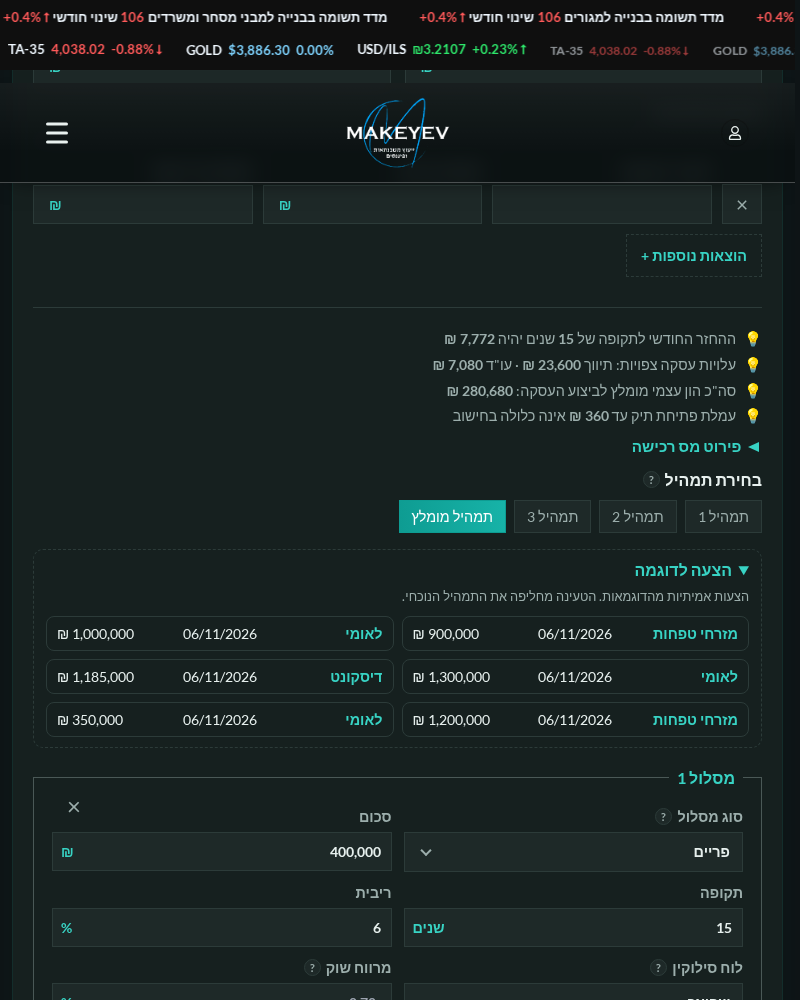 +0.4% מדד תשומה בבנייה למגורים 106 שינוי חודשי ↑ +0.4% מדד תשומה בבנייה למבני מסחר ומשרדים 106 שינוי חודשי ↑ +0.4%
TA-35 4,038.02 -0.88% ↓ GOLD $3,886.30 0.00% USD/ILS ₪3.2107 +0.23% ↑ TA-35 4,038.02 -0.88% ↓ GOLD $3,886.
MAKEYEV
ייעוץ משכנתאות
ופיננסים
₪ ₪
הוצאות נוספות +
ההחזר החודשי לתקופה של 15 שנים יהיה 7,772 ₪
עלויות עסקה צפויות: תיווך 23,600 ₪ · עו"ד 7,080 ₪
סה"כ הון עצמי מומלץ לביצוע העסקה: 280,680 ₪
עמלת פתיחת תיק עד 360 ₪ אינה כלולה בחישוב
◀ פירוט מס רכישה
בחירת תמהיל ?
תמהיל 1 תמהיל 2 תמהיל 3 תמהיל מומלץ
▼ הצעה לדוגמה
הצעות אמיתיות מהדוגמאות. הטעינה מחליפה את התמהיל הנוכחי.
מזרחי טפחות 06/11/2026 900,000 ₪ לאומי 06/11/2026 1,000,000 ₪
לאומי 06/11/2026 1,300,000 ₪ דיסקונט 06/11/2026 1,185,000 ₪
מזרחי טפחות 06/11/2026 1,200,000 ₪ לאומי 06/11/2026 350,000 ₪
מסלול 1
סוג מסלול ? סכום
פריים 400,000 ₪
תקופה ריבית
15 שנים 6 %
לוח סילוקין ? מרווח שוק ?